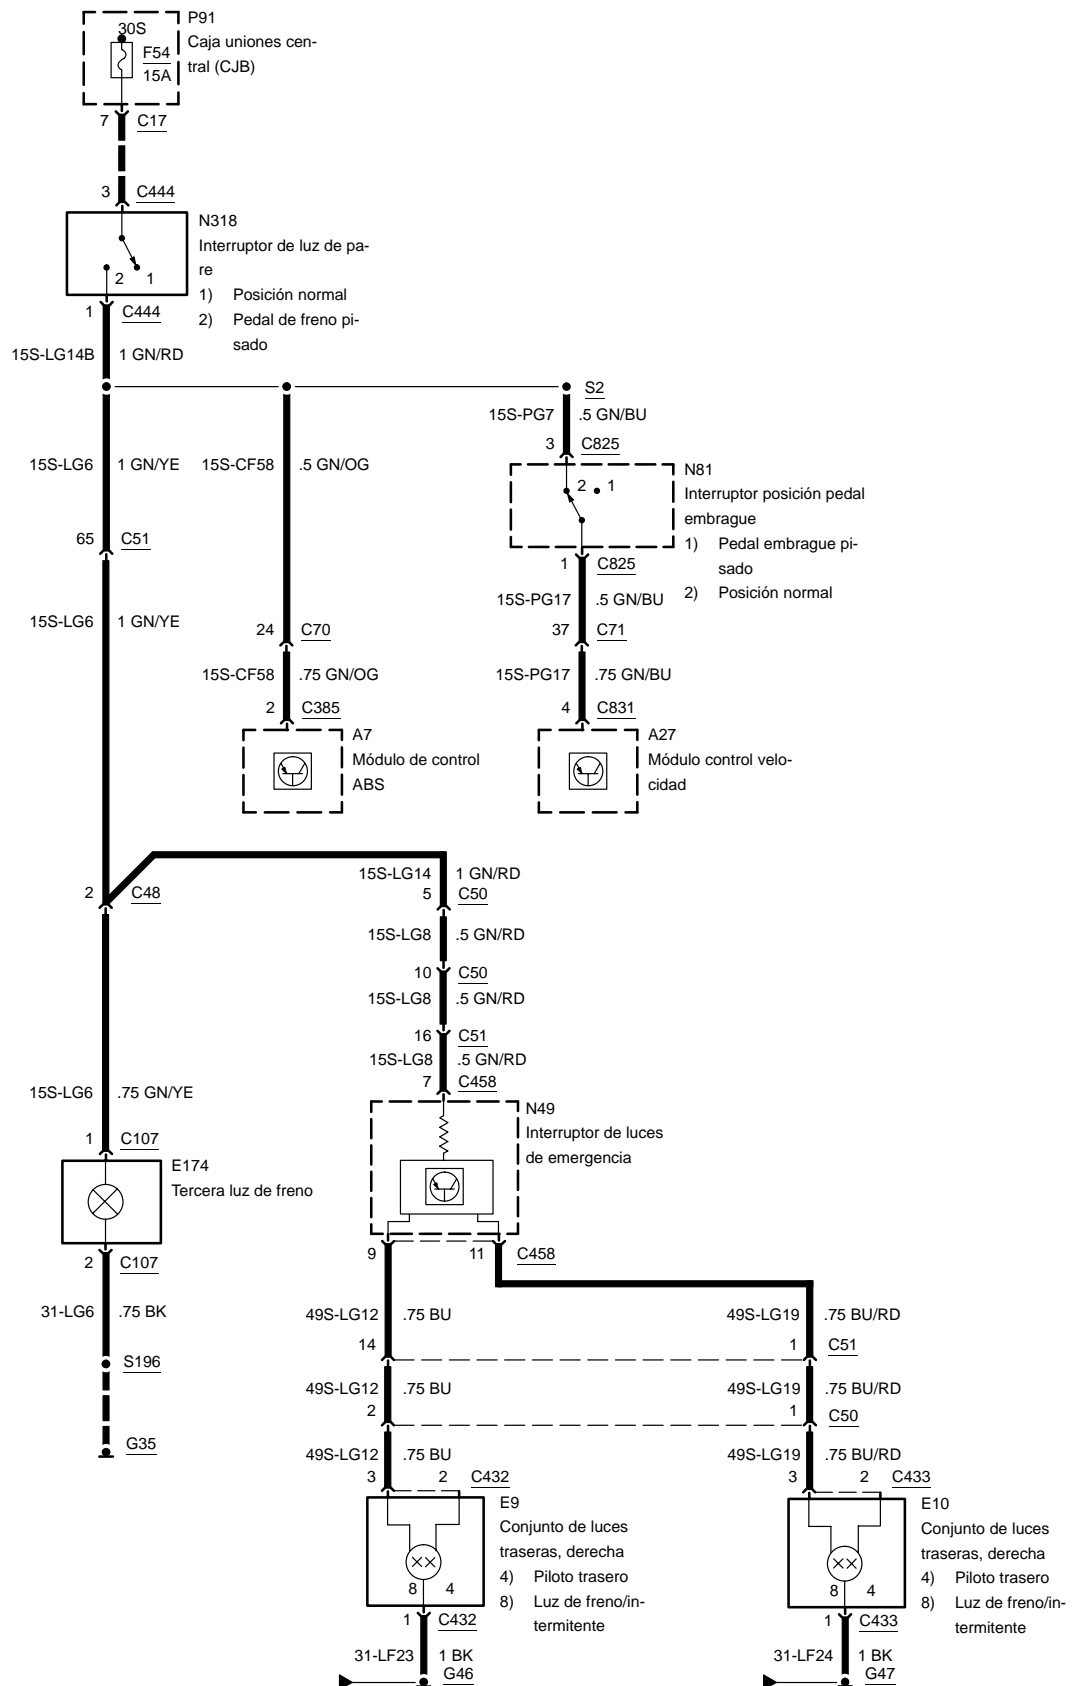 P91
30S
Caja uniones cen-
F54
tral (CJB)
15A
7 C17
3 C444
N318
Interruptor de luz de pa-
re
2 1
1) Posición normal
1 C444
2) Pedal de freno pi-
sado
15S-LG14B 1 GN/RD
S2
15S-PG7 .5 GN/BU
3 C825
15S-LG6 1 GN/YE 15S-CF58 .5 GN/OG
N81
2 1
Interruptor posición pedal
embrague
65 C51
1) Pedal embrague pi-
1 C825
sado
15S-PG17 .5 GN/BU
2) Posición normal
15S-LG6 1 GN/YE
24 C70 37 C71
15S-CF58 .75 GN/OG 15S-PG17 .75 GN/BU
2 C385 4 C831
A7 A27
Módulo de control Módulo control velo-
ABS cidad
15S-LG14 1 GN/RD
2 C48 5 C50
15S-LG8 .5 GN/RD
10 C50
15S-LG8 .5 GN/RD
16 C51
15S-LG8 .5 GN/RD
7 C458
15S-LG6 .75 GN/YE
N49
Interruptor de luces
de emergencia
1 C107
E174
Tercera luz de freno
9 11 C458
2 C107
31-LG6 .75 BK 49S-LG12 .75 BU 49S-LG19 .75 BU/RD
14 1 C51
S196
49S-LG12 .75 BU 49S-LG19 .75 BU/RD
2 1 C50
G35
49S-LG12 .75 BU 49S-LG19 .75 BU/RD
3 2 C432 3 2 C433
E9 E10
Conjunto de luces Conjunto de luces
traseras, derecha traseras, derecha
4) Piloto trasero 4) Piloto trasero
8 4 8 4
8) Luz de freno/in- 8) Luz de freno/in-
termitente termitente
1 C432 1 C433
31-LF23 1 BK 31-LF24 1 BK
G46 G47